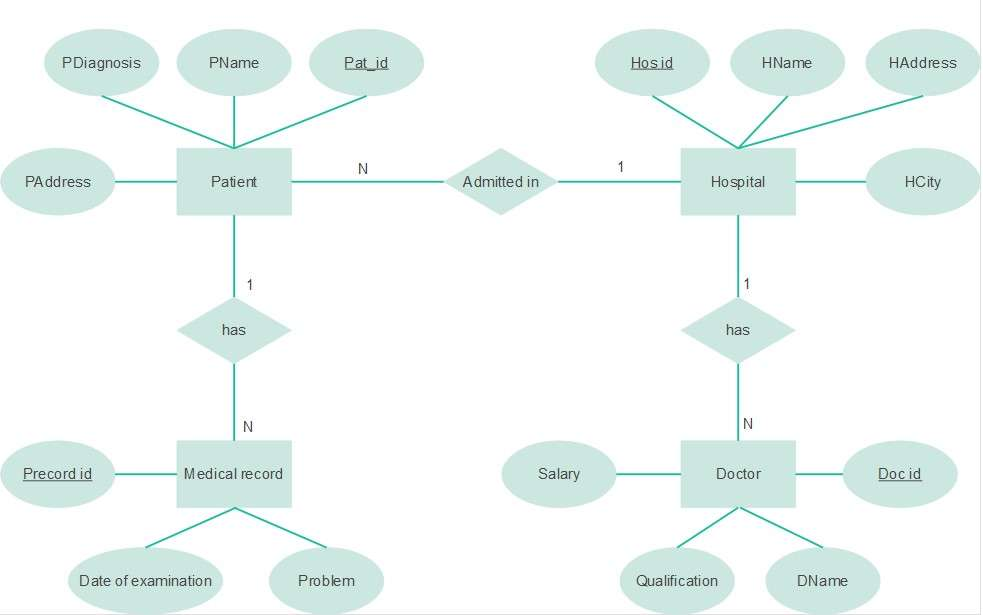 PDiagnosis
PName
Pat_id
Hos id
HName
HAddress
PAddress
Patient
N
Admitted in
1
Hospital
HCity
1
1
has
has
N
N
Precord id
Medical record
Salary
Doctor
Doc id
Date of examination
Problem
Qualification
DName